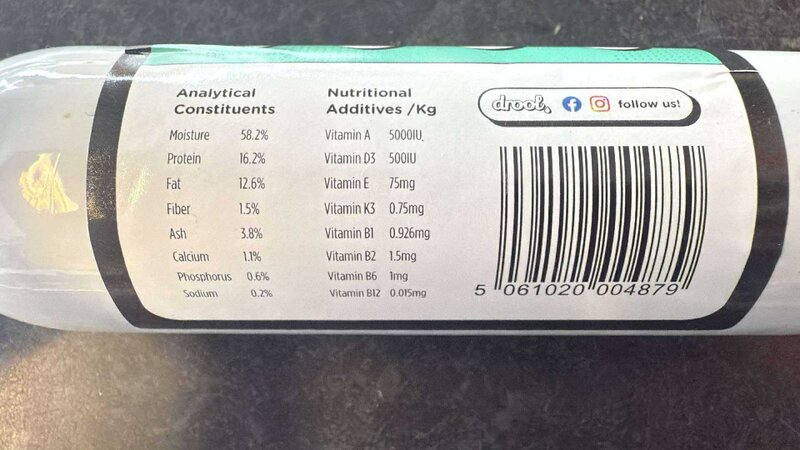 Analytical Constituents
Moisture 58.2%
Protein 16.2%
Fat 12.6%
Fiber 1.5%
Ash 3.8%
Calcium 1.1%
Phosphorus 0.6%
Sodium 0.2%
Nutritional Additives /Kg
Vitamin A 5000IU
Vitamin D3 500IU
Vitamin E 75mg
Vitamin K3 0.75mg
Vitamin B1 0.926mg
Vitamin B2 1.5mg
Vitamin B6 1mg
Vitamin B12 0.015mg
drool. follow us!
5 061020 004879